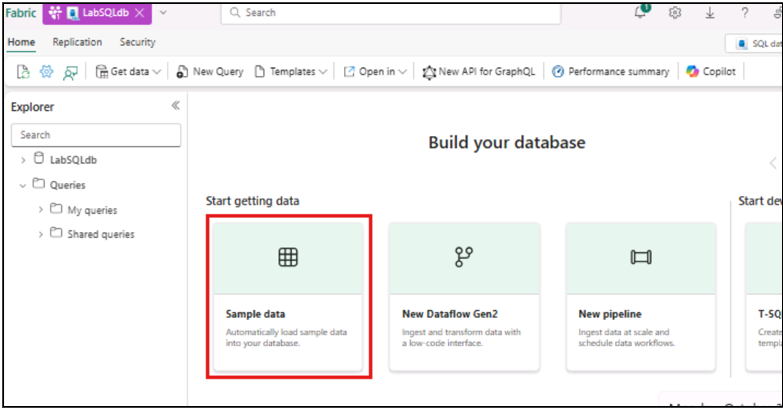 Fabric LabSQLdb Search 1 ?
Home Replication Security SQL
Get data New Query Templates Open in New API for GraphQL Performance summary Copilot
Explorer
Search
LabSQLdb
Queries
My queries
Shared queries
Build your database
Start getting data
Sample data
Automatically load sample data
into your database.
New Dataflow Gen2
Ingest and transform data with
a low-code interface.
New pipeline
Ingest data at scale and
schedule data workflows.
Start dev
T-SQ
Create
templa